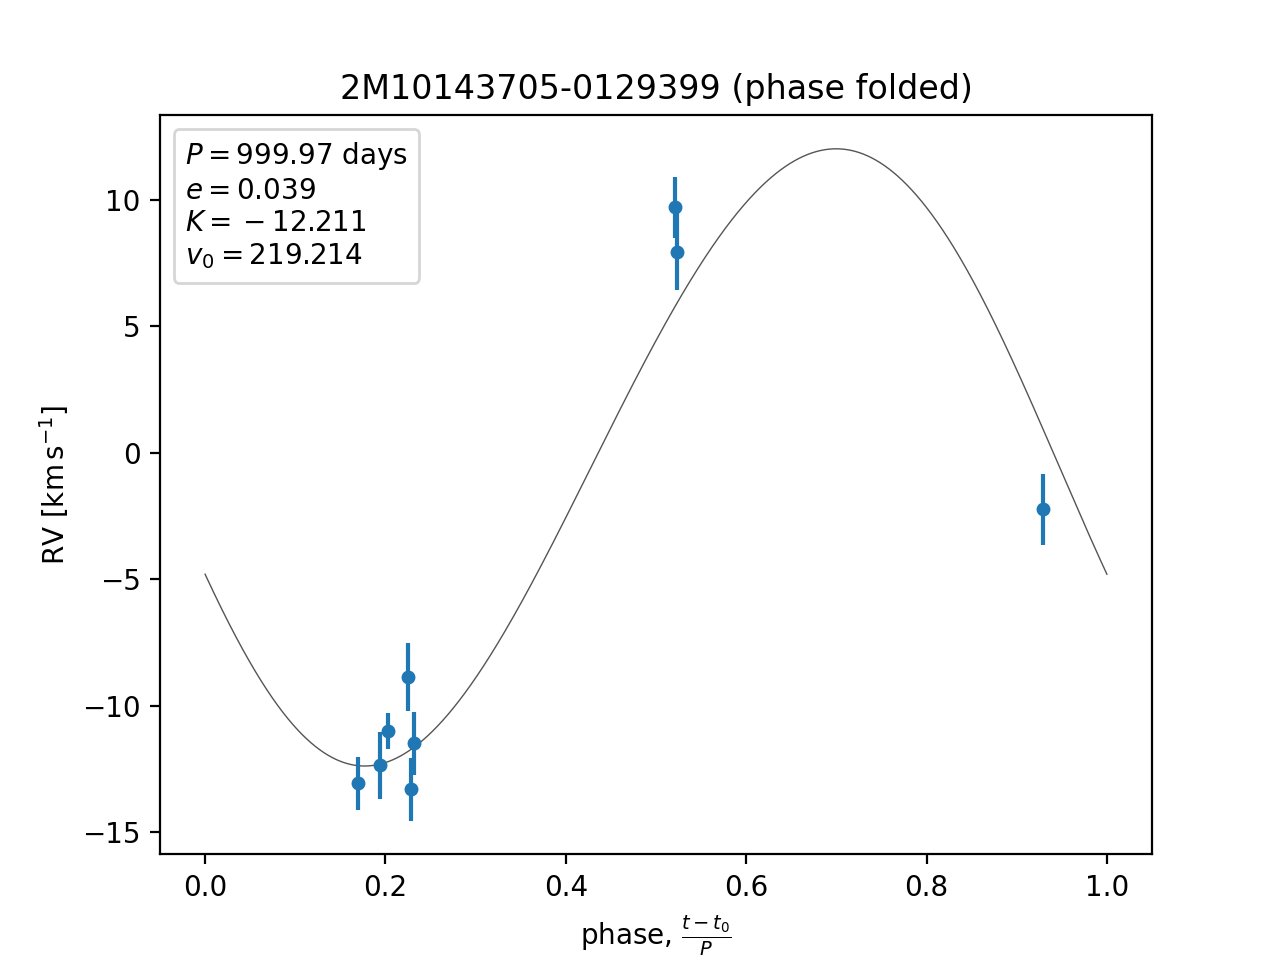 2M10143705-0129399 (phase folded)
P = 999.97 days
e = 0.039
K = −12.211
v₀ = 219.214
10
5
0
−5
−10
−15
RV [km s⁻¹]
0.0 0.2 0.4 0.6 0.8 1.0
phase, (t − t₀)/P